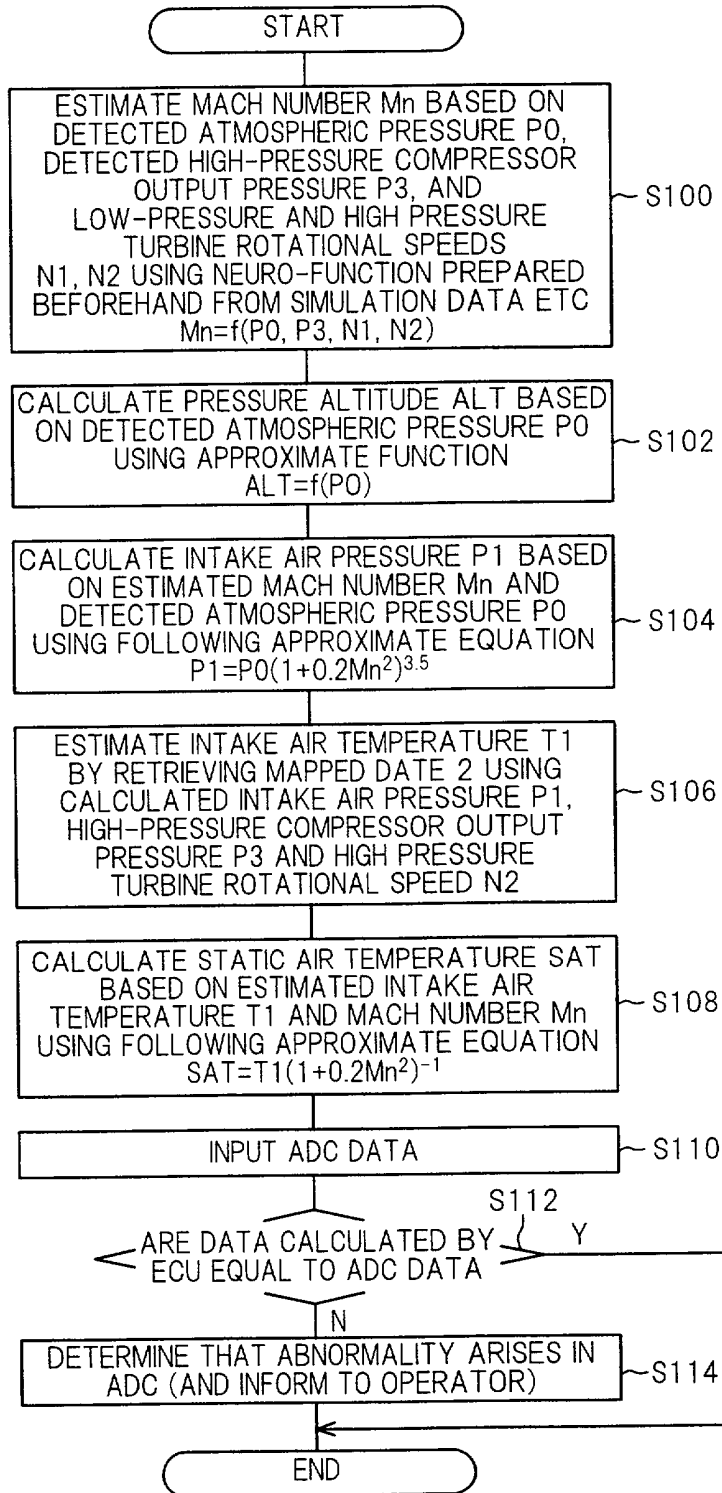 START
ESTIMATE MACH NUMBER Mn BASED ON
DETECTED ATMOSPHERIC PRESSURE P0,
DETECTED HIGH-PRESSURE COMPRESSOR
OUTPUT PRESSURE P3, AND
LOW-PRESSURE AND HIGH PRESSURE
TURBINE ROTATIONAL SPEEDS
N1, N2 USING NEURO-FUNCTION PREPARED
BEFOREHAND FROM SIMULATION DATA ETC
Mn=f(P0, P3, N1, N2)
S100
CALCULATE PRESSURE ALTITUDE ALT BASED
ON DETECTED ATMOSPHERIC PRESSURE P0
USING APPROXIMATE FUNCTION
ALT=f(P0)
S102
CALCULATE INTAKE AIR PRESSURE P1 BASED
ON ESTIMATED MACH NUMBER Mn AND
DETECTED ATMOSPHERIC PRESSURE P0
USING FOLLOWING APPROXIMATE EQUATION
P1=P0(1+0.2Mn²)³·⁵
S104
ESTIMATE INTAKE AIR TEMPERATURE T1
BY RETRIEVING MAPPED DATE 2 USING
CALCULATED INTAKE AIR PRESSURE P1,
HIGH-PRESSURE COMPRESSOR OUTPUT
PRESSURE P3 AND HIGH PRESSURE
TURBINE ROTATIONAL SPEED N2
S106
CALCULATE STATIC AIR TEMPERATURE SAT
BASED ON ESTIMATED INTAKE AIR
TEMPERATURE T1 AND MACH NUMBER Mn
USING FOLLOWING APPROXIMATE EQUATION
SAT=T1(1+0.2Mn²)⁻¹
S108
INPUT ADC DATA
S110
S112
ARE DATA CALCULATED BY
ECU EQUAL TO ADC DATA
Y
N
DETERMINE THAT ABNORMALITY ARISES IN
ADC (AND INFORM TO OPERATOR)
S114
END